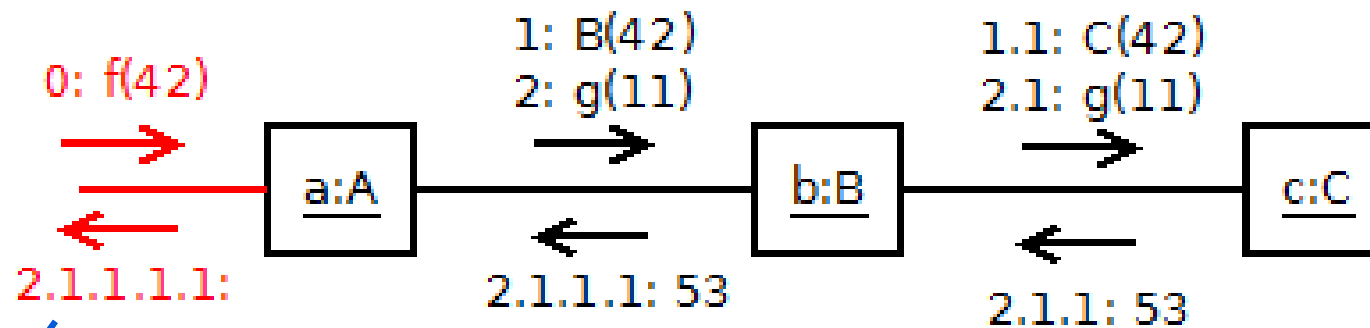 0: f(42)
1: B(42)
2: g(11)
1.1: C(42)
2.1: g(11)
a:A
b:B
c:C
2.1.1.1.1:
2.1.1.1: 53
2.1.1: 53